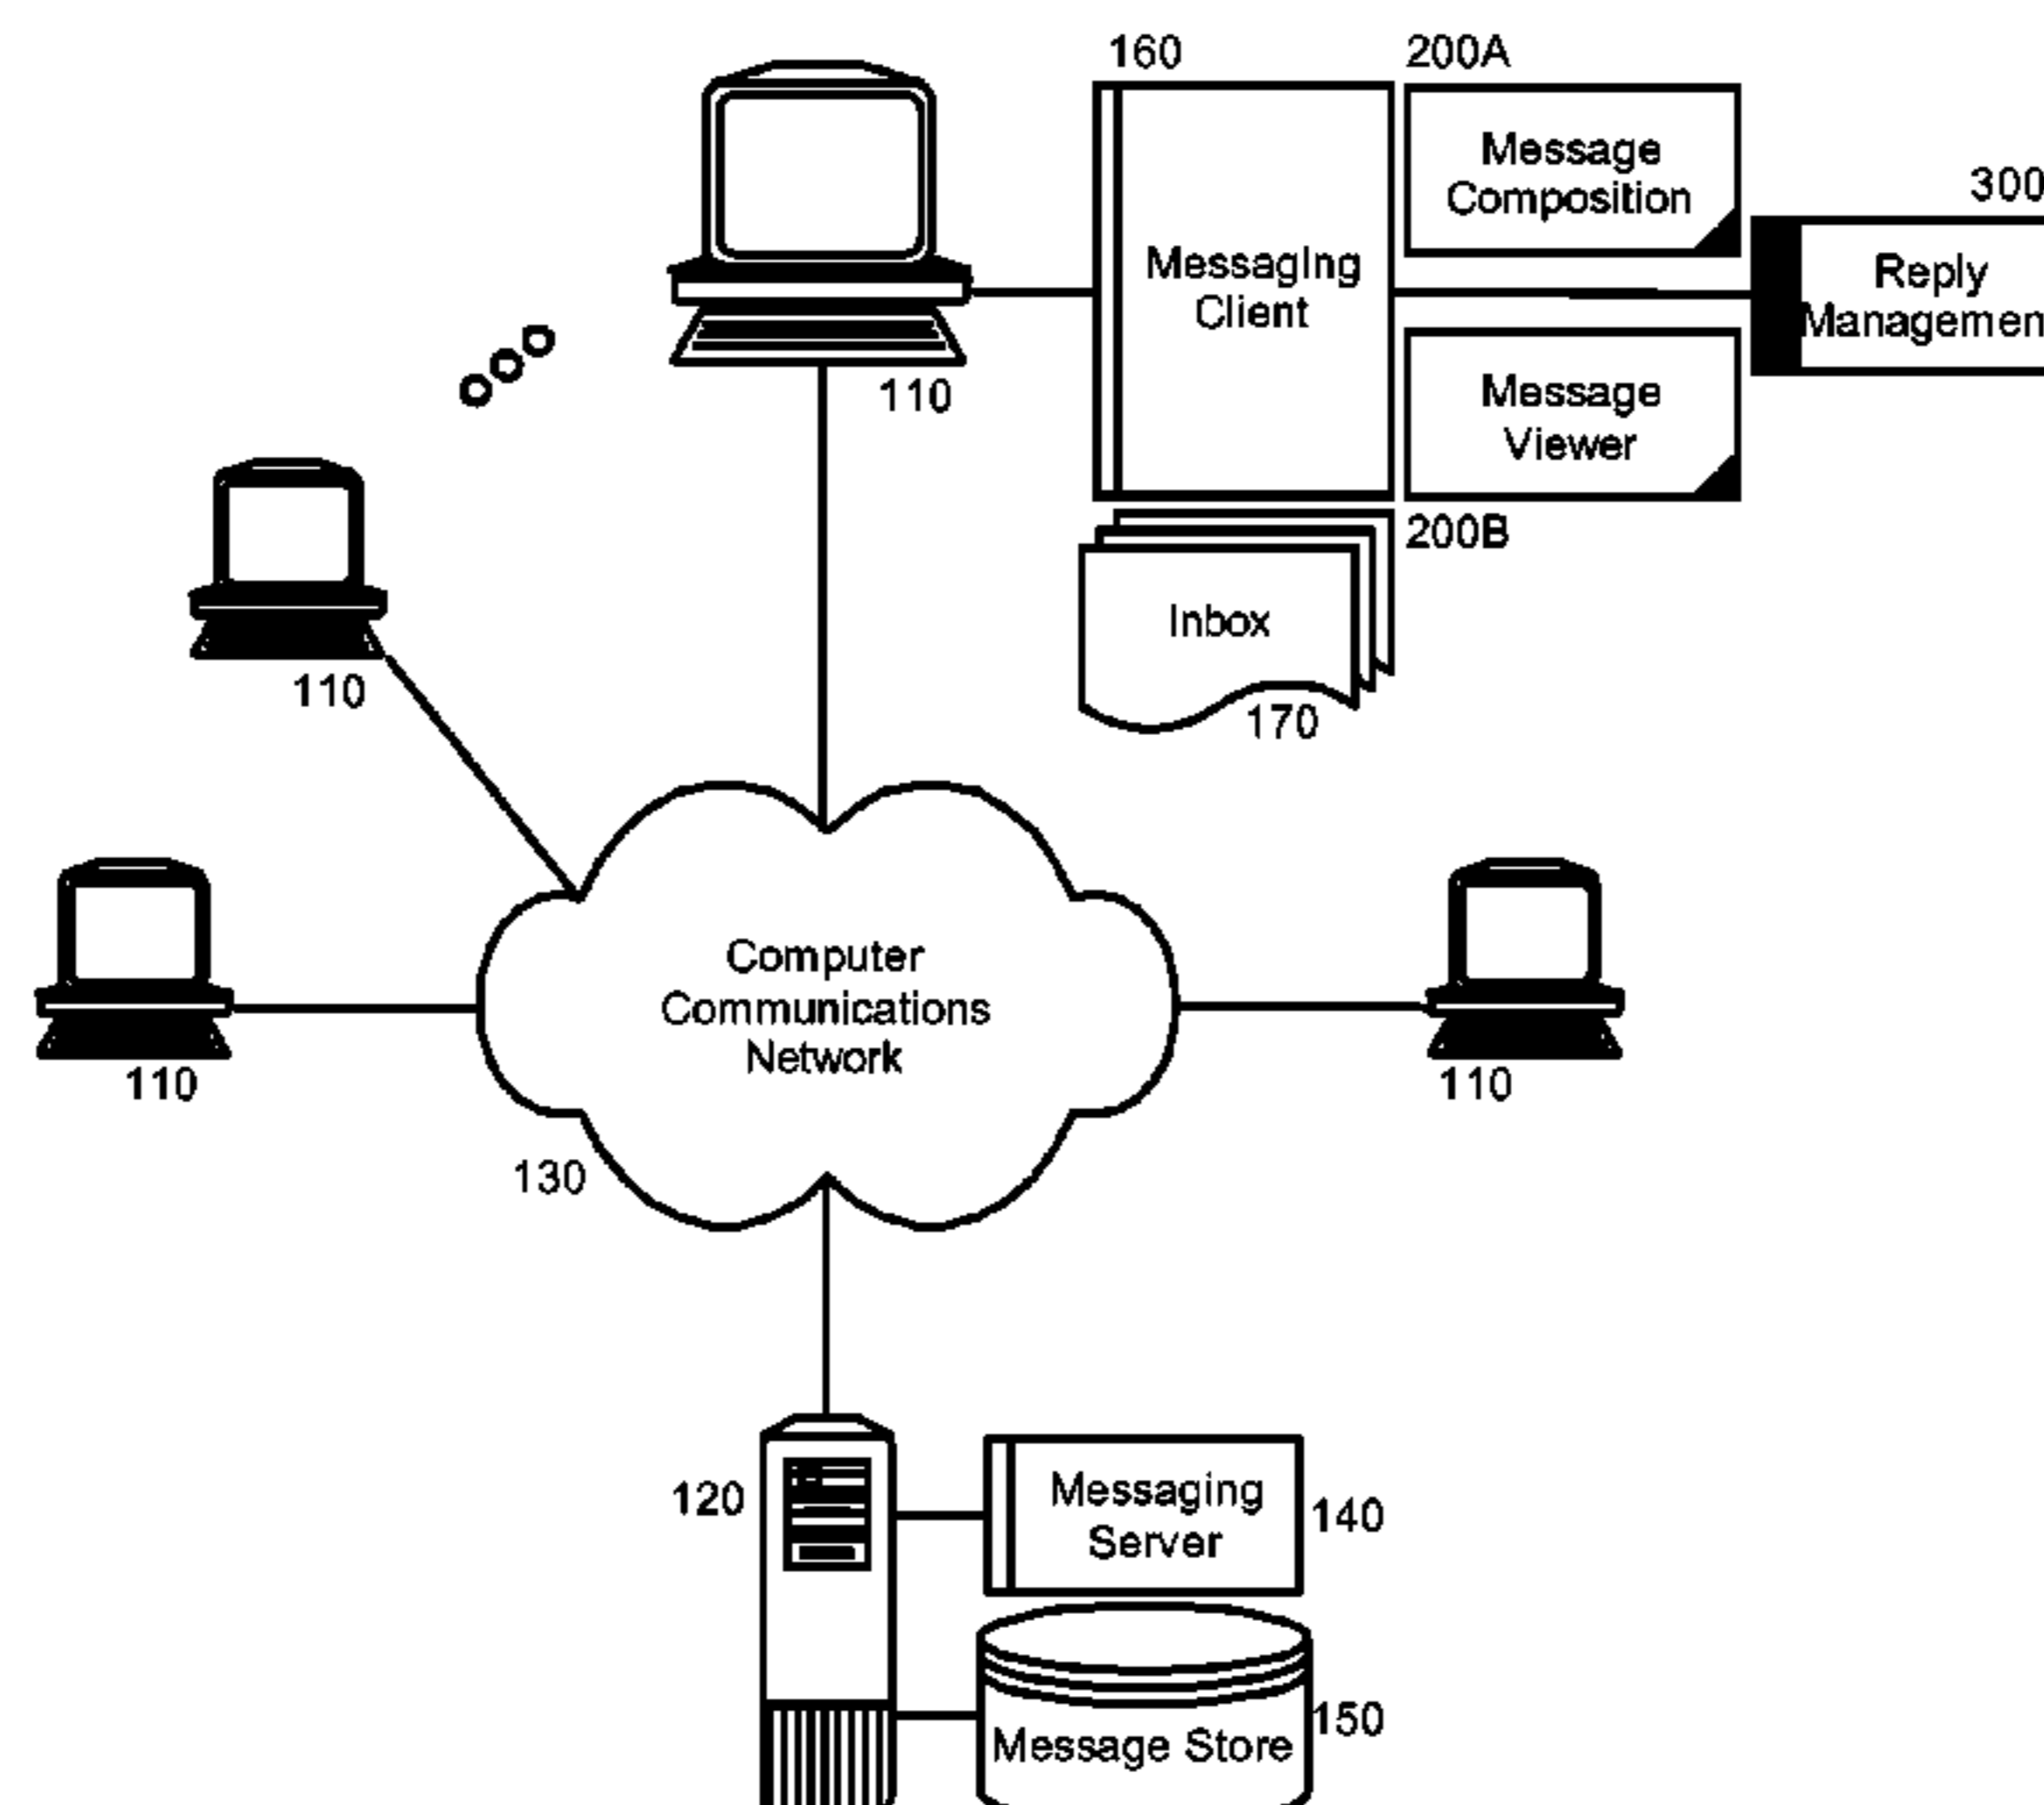 160
200A
Message
Composition
300
Messaging
Client
Reply
Managemen
110
Message
Viewer
200B
Inbox
170
110
Computer
Communications
Network
110
110
130
120
Messaging
Server
140
150
Message Store